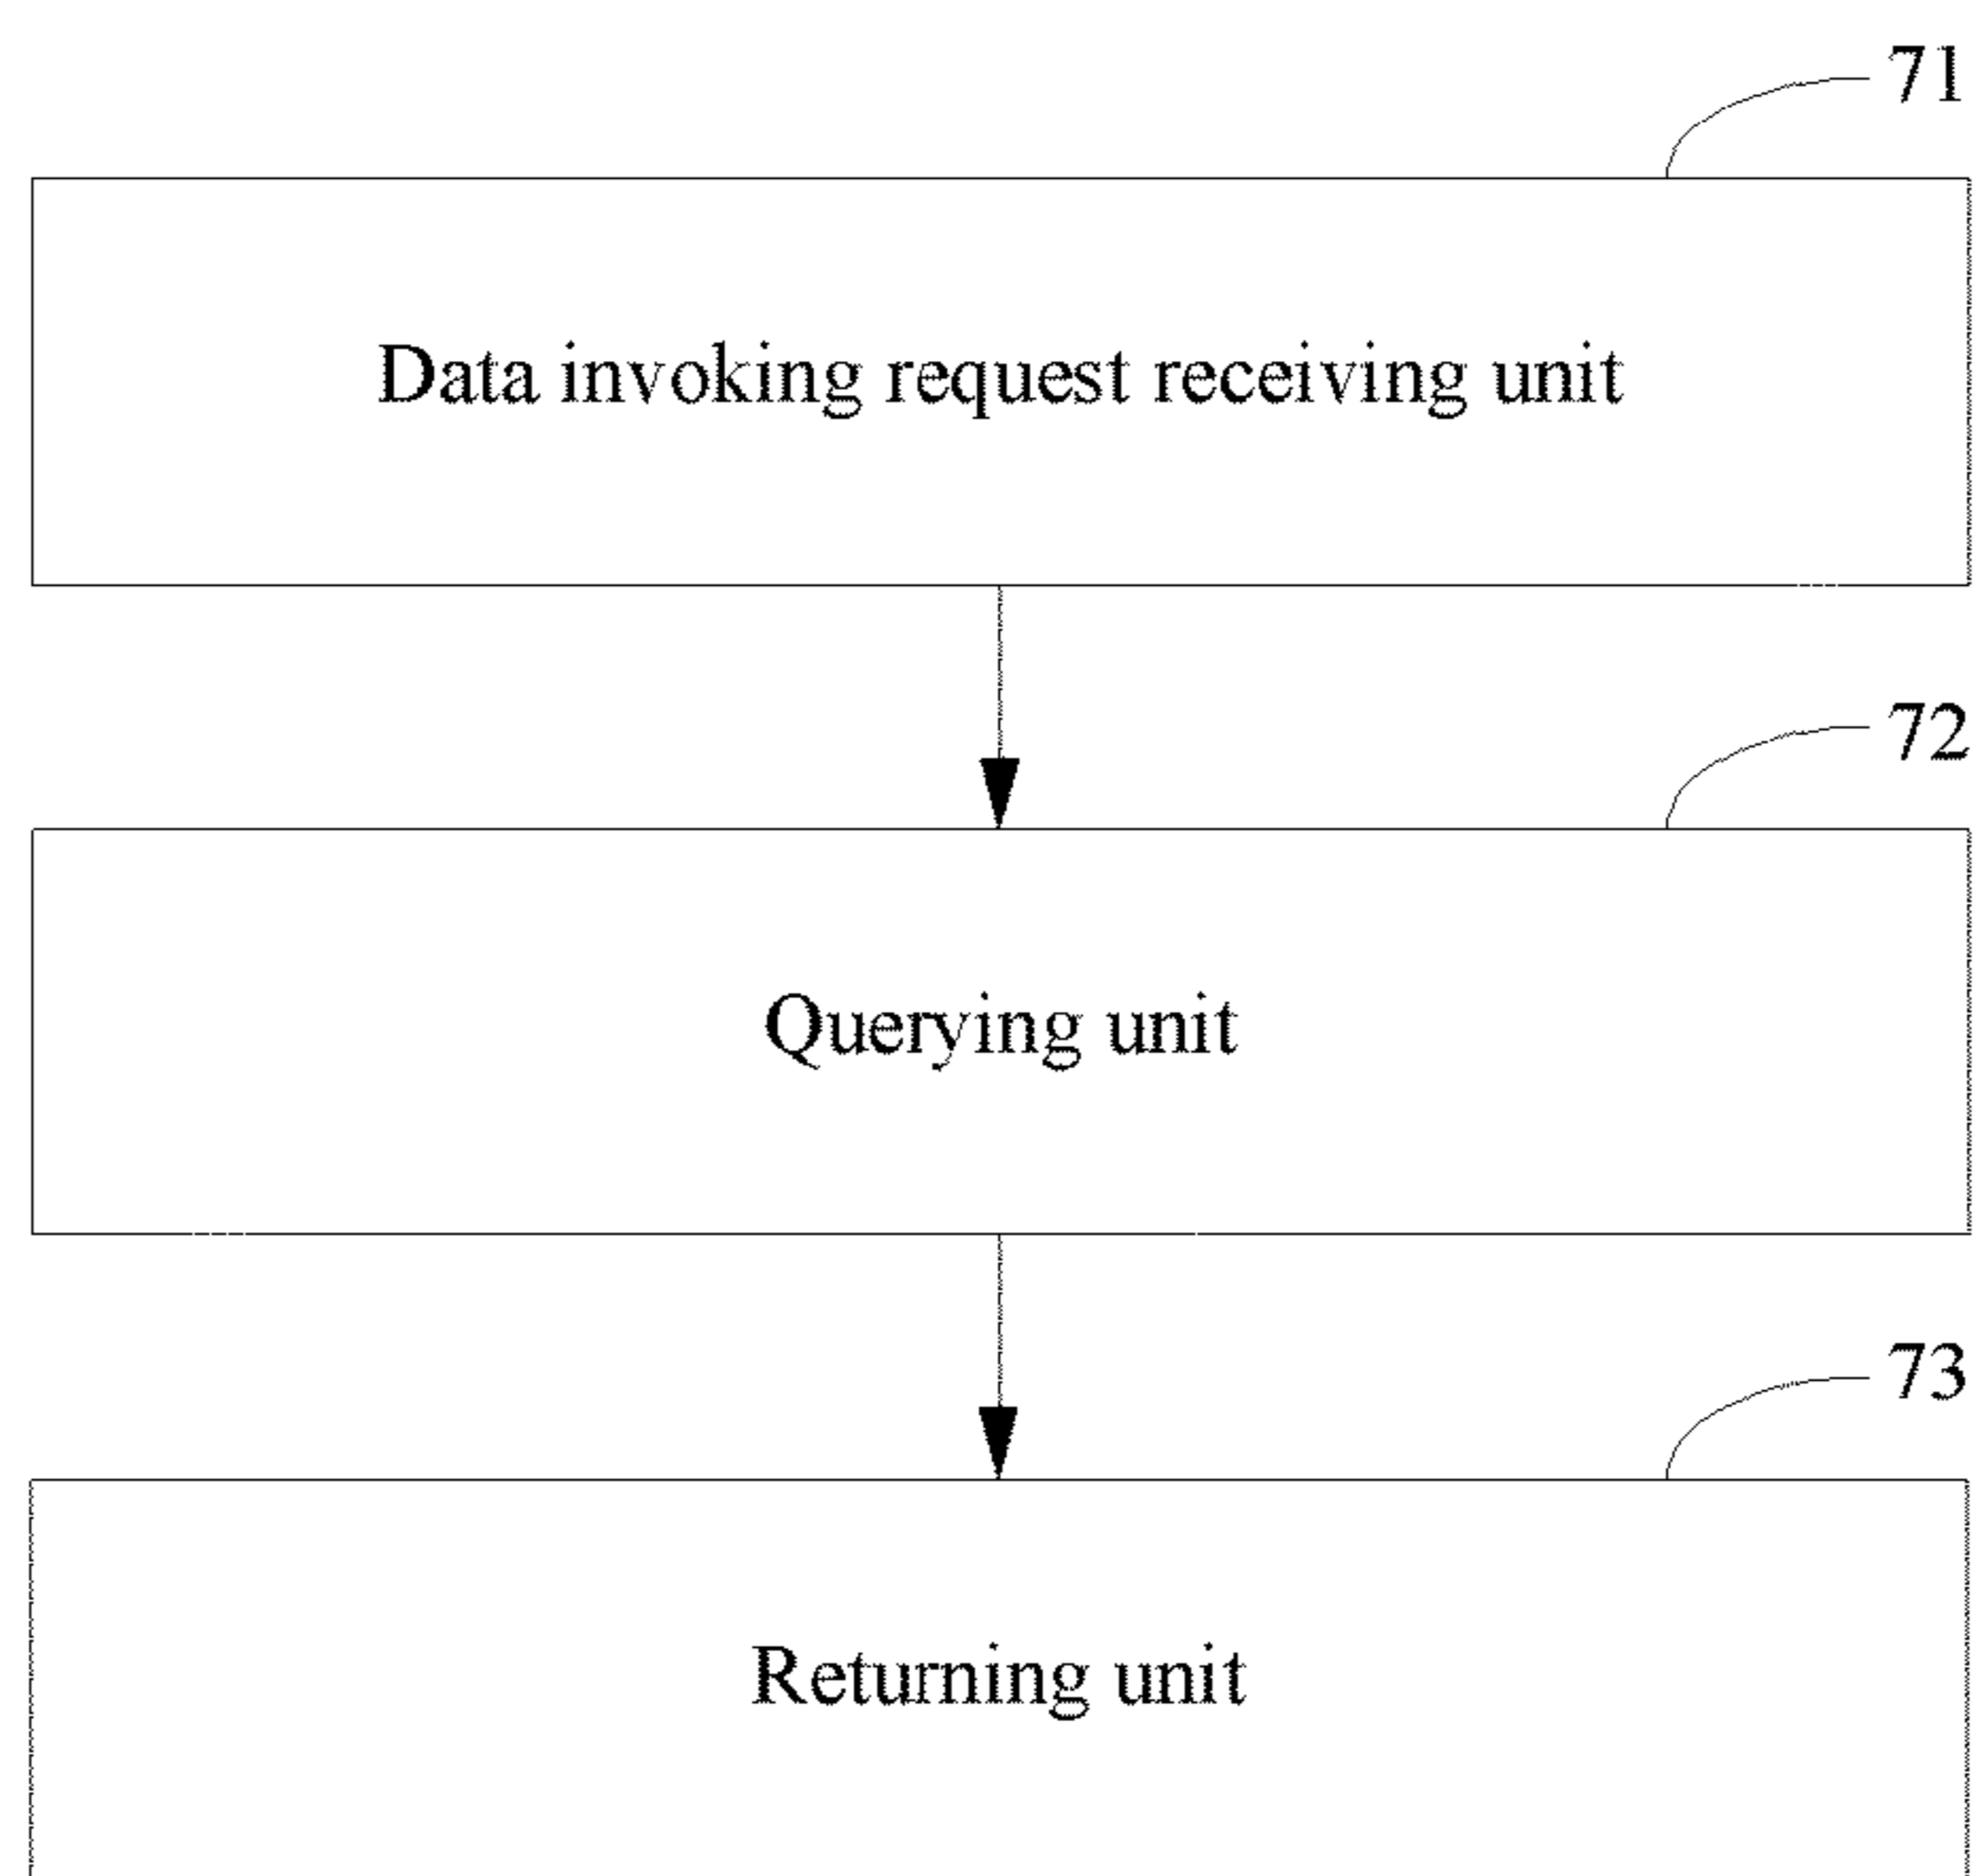 71
Data invoking request receiving unit
72
Querying unit
73
Returning unit